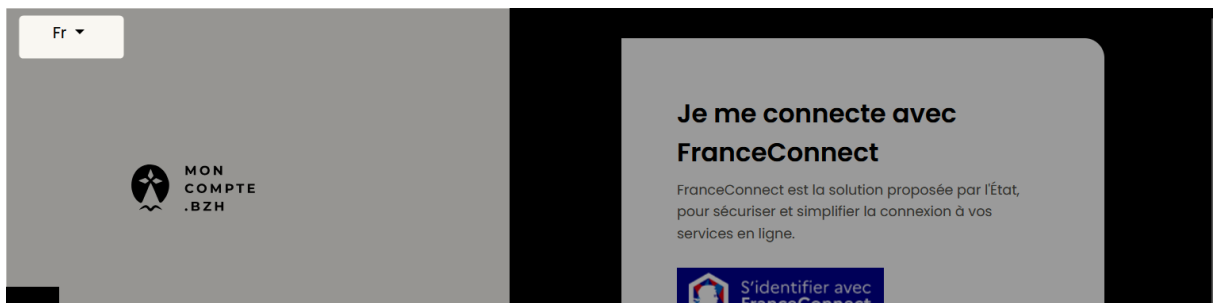 Fr
MON
COMPTE
.BZH
Je me connecte avec
FranceConnect
FranceConnect est la solution proposée par l'État,
pour sécuriser et simplifier la connexion à vos
services en ligne.
S'identifier avec
FranceConnect